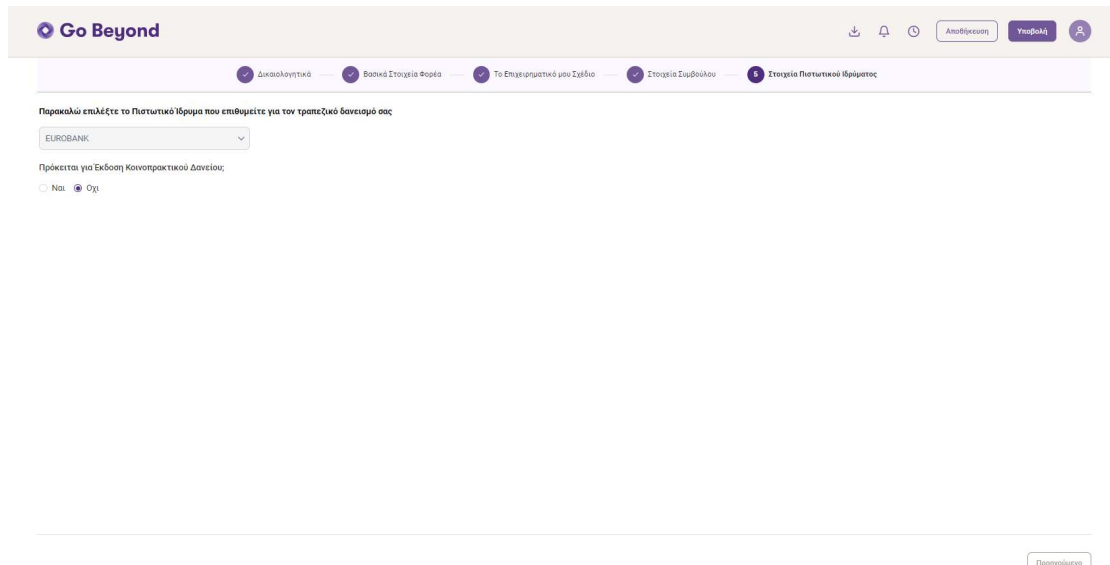 Go Beyond
Αποθήκευση
Υποβολή
Δικαιολογητικά
Βασικά Στοιχεία Φορέα
Το Επιχειρηματικό μου Σχέδιο
Στοιχεία Συμβούλου
5 Στοιχεία Πιστωτικού Ιδρύματος
Παρακαλώ επιλέξτε το Πιστωτικό Ίδρυμα που επιθυμείτε για τον τραπεζικό δανεισμό σας
EUROBANK
Πρόκειται για Έκδοση Κοινοπρακτικού Δανείου;
Ναι Οχι
Προηγούμενο